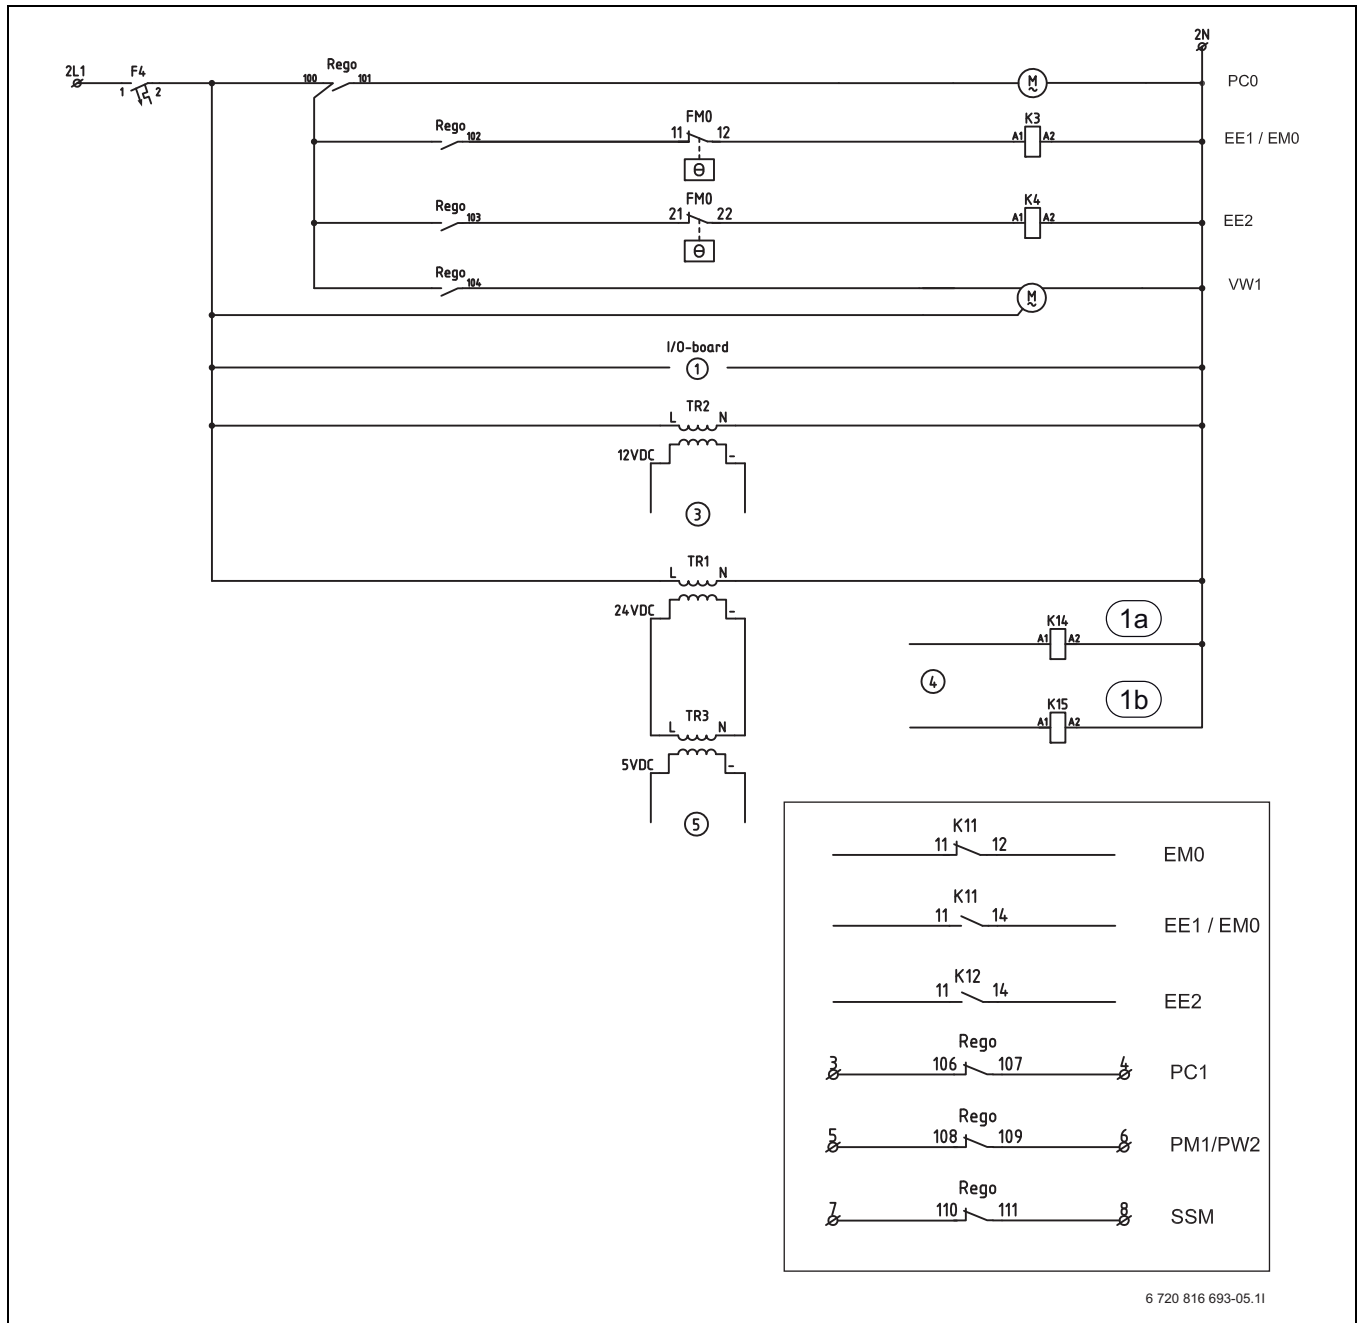 2N
2L1 F4 1 2 100 Rego 101 M ~ PC0
Rego 102 FM0 11 12 K3 A1 A2 EE1 / EM0
Θ
Rego 103 FM0 21 22 K4 A1 A2 EE2
Θ
Rego 104 M ~ VW1
I/O-board
1
TR2
L N
12VDC -
3
TR1
L N
24VDC -
K14 A1 A2 1a
4
K15 A1 A2 1b
TR3
L N
5VDC -
5
K11
11 12 EM0
K11
11 14 EE1 / EM0
K12
11 14 EE2
Rego
3 106 107 4 PC1
Rego
5 108 109 6 PM1/PW2
Rego
7 110 111 8 SSM
6 720 816 693-05.1I